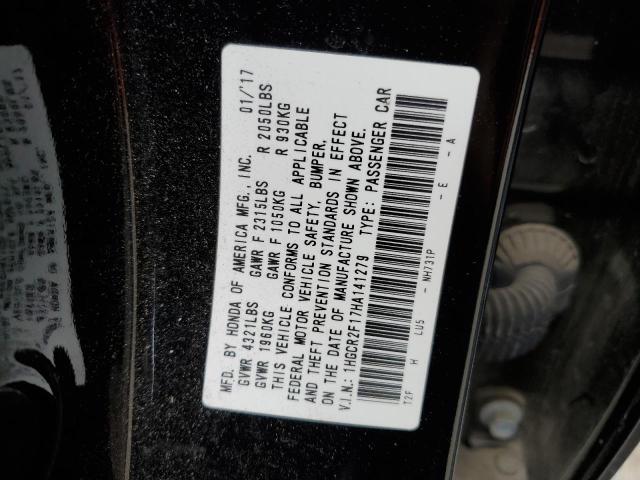 MFD. BY HONDA OF AMERICA MFG., INC. 01/'17
GVWR 4321LBS GAWR F 2315LBS R 2050LBS
GVWR 1960KG GAWR F 1050KG R 930KG
THIS VEHICLE CONFORMS TO ALL APPLICABLE
FEDERAL MOTOR VEHICLE SAFETY, BUMPER,
AND THEFT PREVENTION STANDARDS IN EFFECT
ON THE DATE OF MANUFACTURE SHOWN ABOVE.
V.I.N.: 1HGCR2F17HA141279 TYPE: PASSENGER CAR
T2F H LU5 - NH731P - E - A